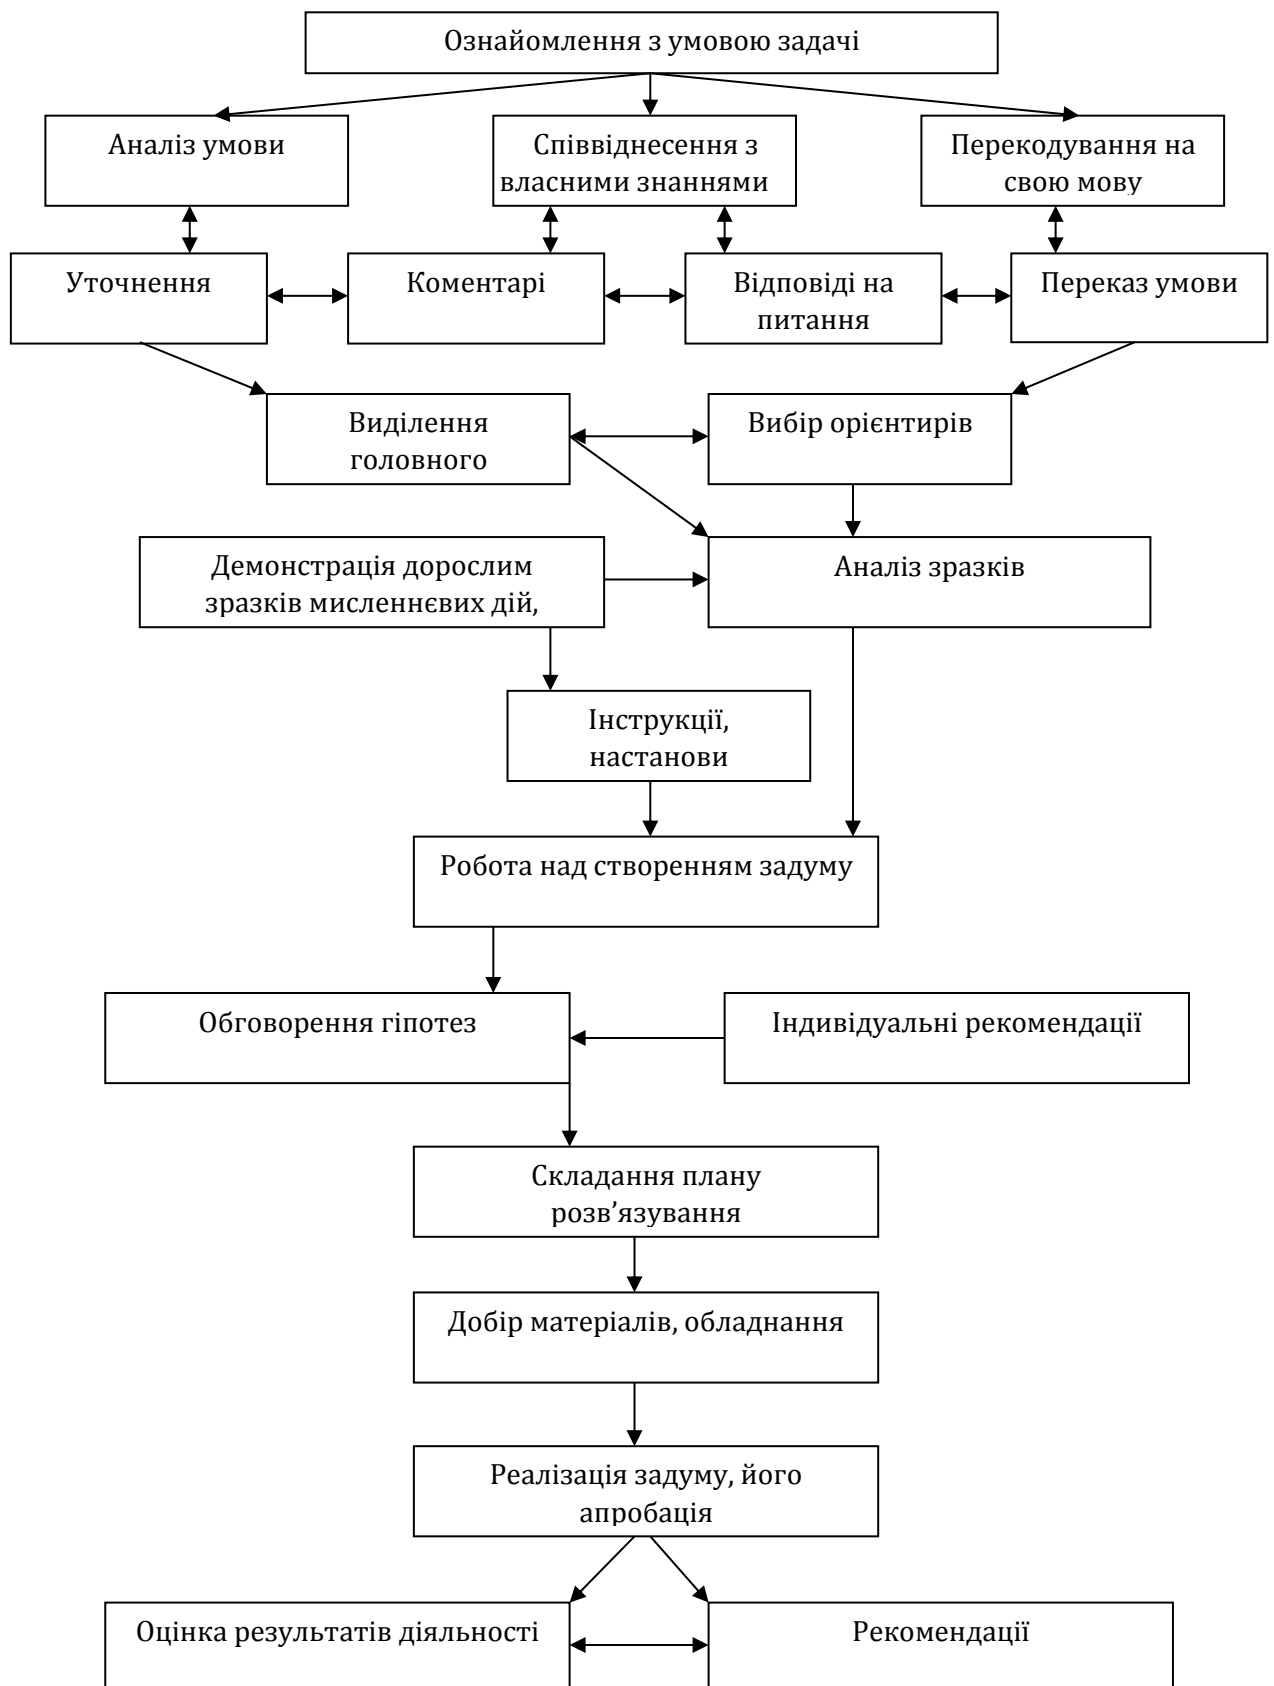 Ознайомлення з умовою задачі
Аналіз умови
Співвіднесення з
власними знаннями
Перекодування на
свою мову
Уточнення
Коментарі
Відповіді на
питання
Переказ умови
Виділення
головного
Вибір орієнтирів
Демонстрація дорослим
зразків мисленнєвих дій,
Аналіз зразків
Інструкції,
настанови
Робота над створенням задуму
Обговорення гіпотез
Індивідуальні рекомендації
Складання плану
розв’язування
Добір матеріалів, обладнання
Реалізація задуму, його
апробація
Оцінка результатів діяльності
Рекомендації